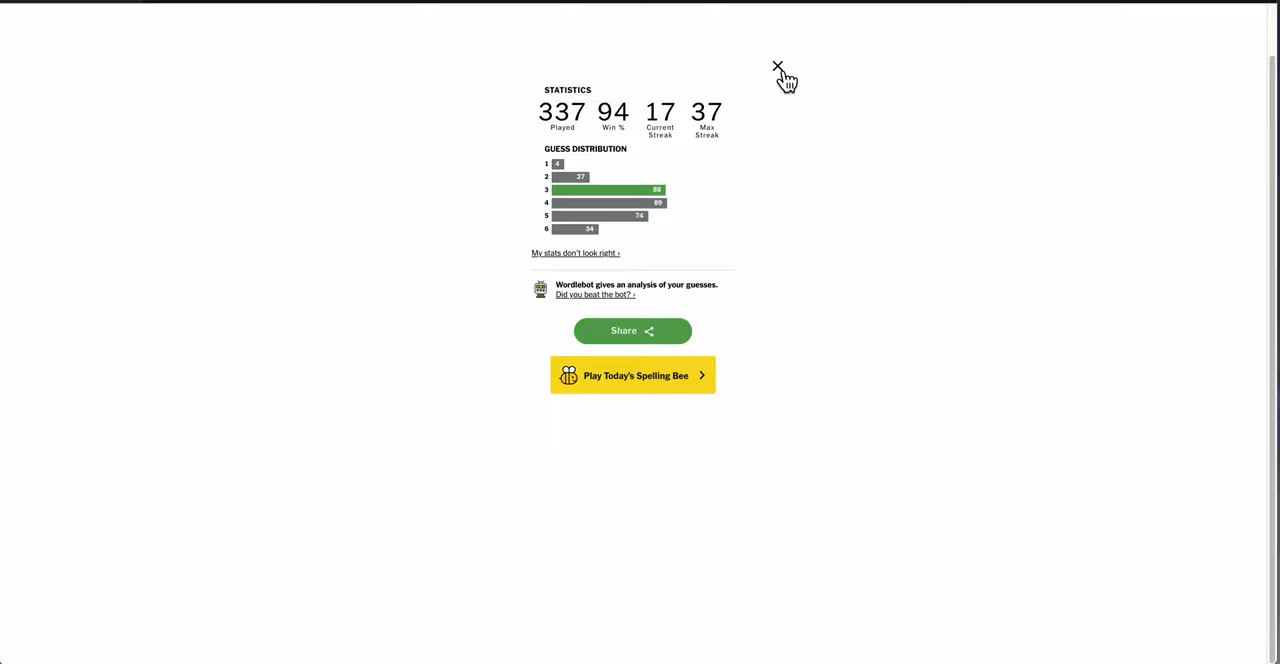 STATISTICS
337 94 17 37
Played Win % Current Streak Max Streak
GUESS DISTRIBUTION
1 4
2 27
3 88
4 89
5 74
6 34
My stats don't look right ›
Wordlebot gives an analysis of your guesses.
Did you beat the bot? ›
Share
Play Today's Spelling Bee